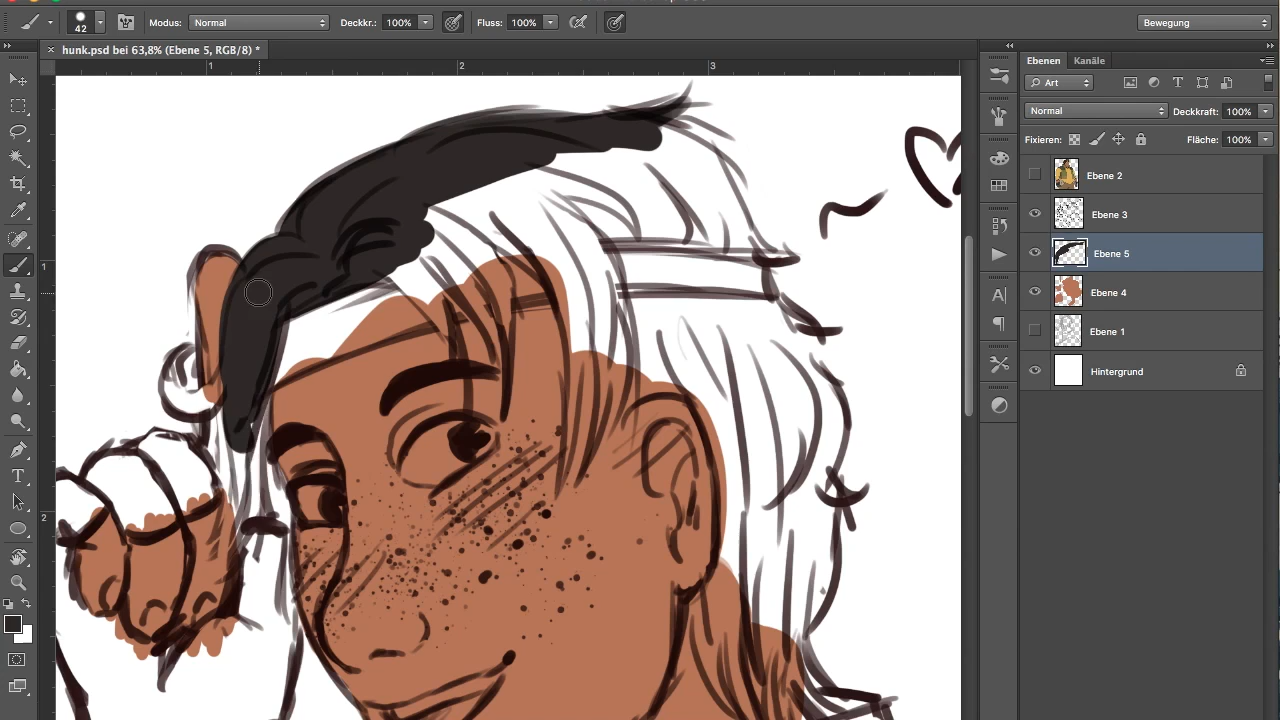 42 Modus: Normal Deckkr.: 100% Fluss: 100% Bewegung
hunk.psd bei 63,8% (Ebene 5, RGB/8) *
1 2 3
1
2
Ebenen Kanäle
Art
Normal Deckkraft: 100%
Fixieren: Fläche: 100%
Ebene 2
Ebene 3
Ebene 5
Ebene 4
Ebene 1
Hintergrund